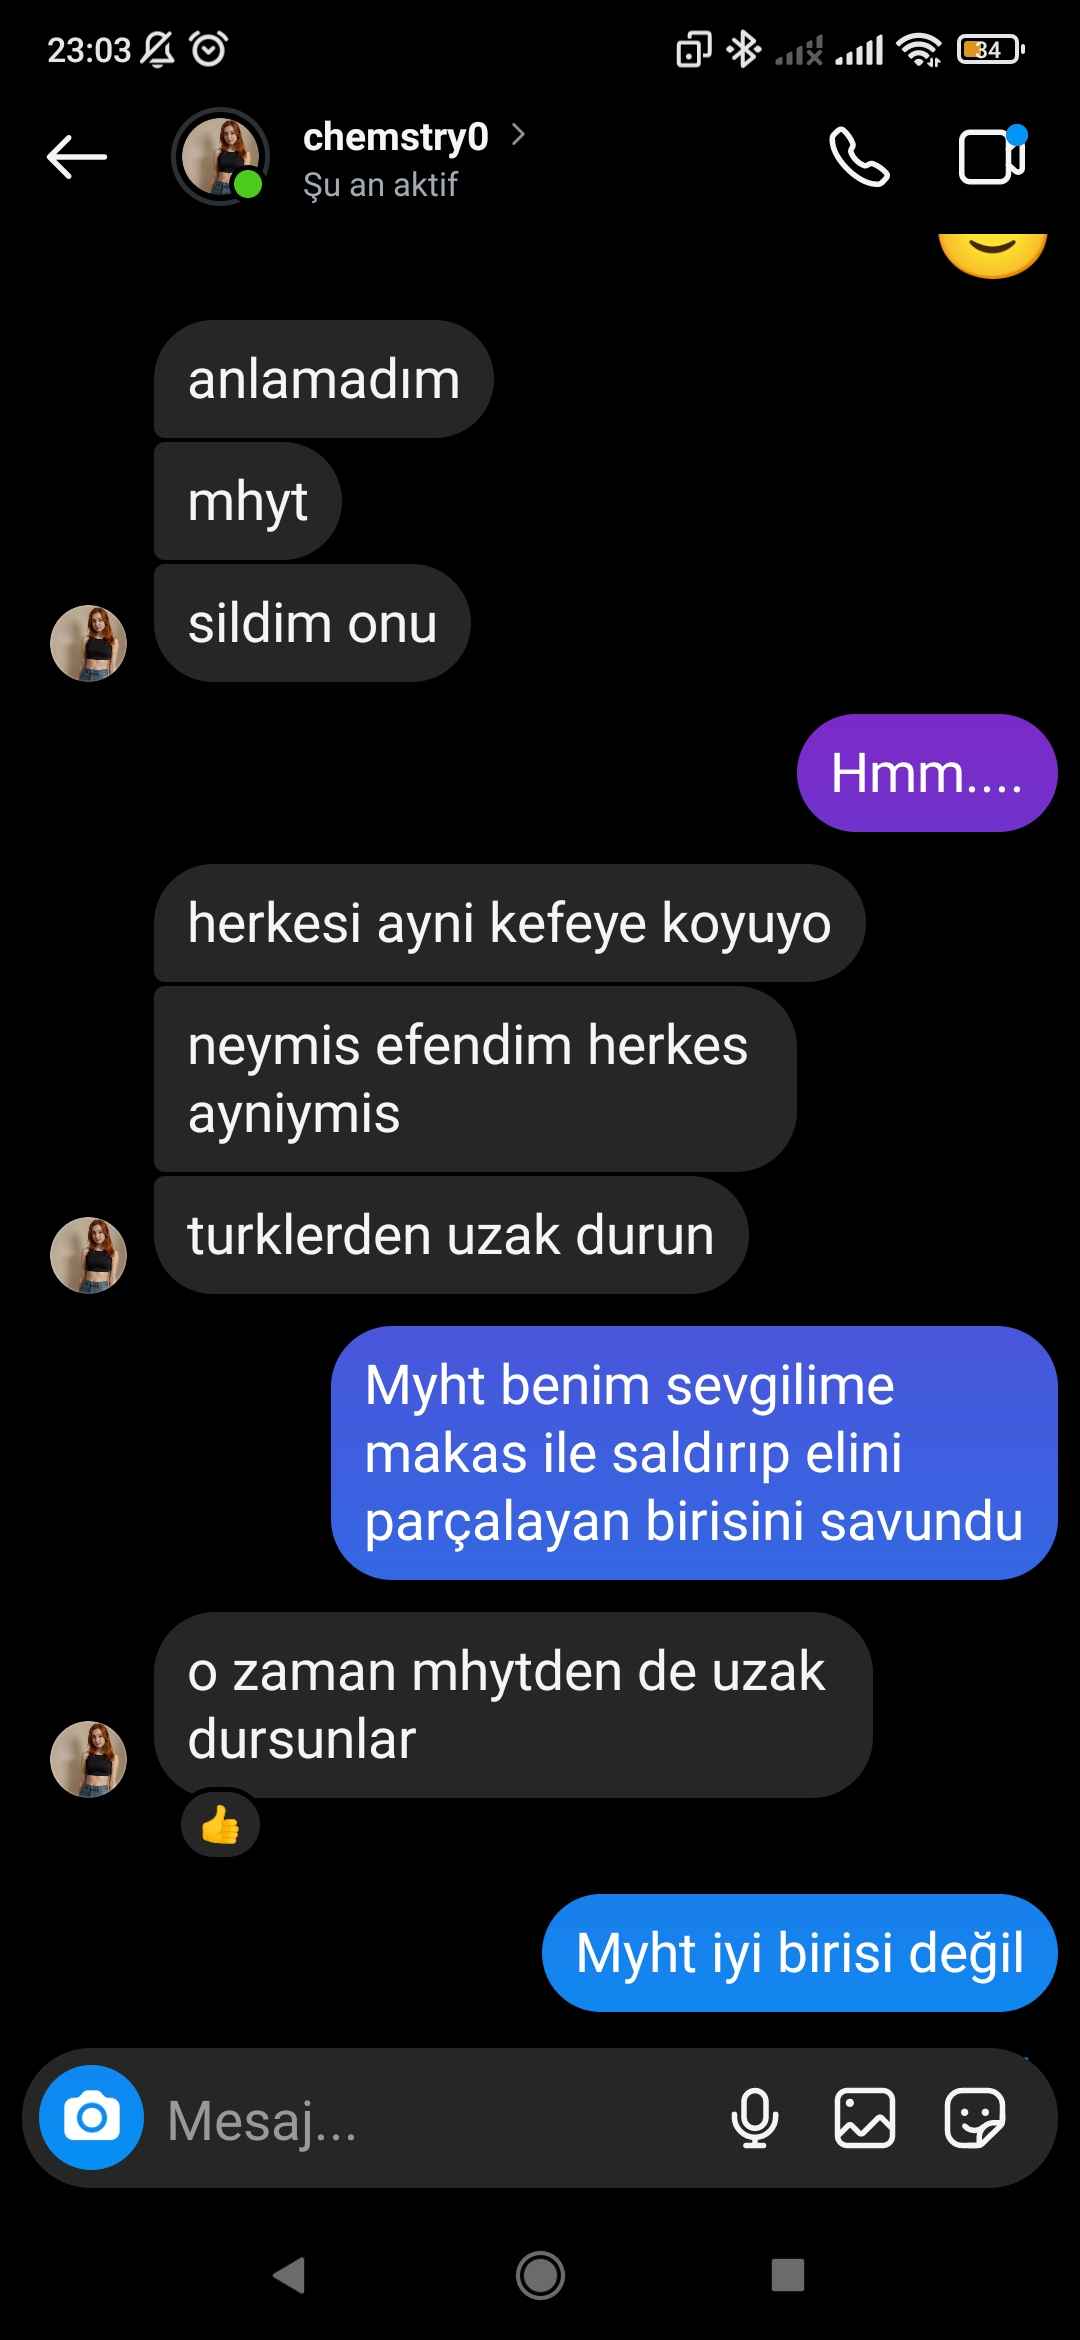 23:03
34
chemstry0
Şu an aktif
anlamadım
mhyt
sildim onu
Hmm....
herkesi ayni kefeye koyuyo
neymis efendim herkes
ayniymis
turklerden uzak durun
Myht benim sevgilime
makas ile saldırıp elini
parçalayan birisini savundu
o zaman mhytden de uzak
dursunlar
Myht iyi birisi değil
Mesaj...